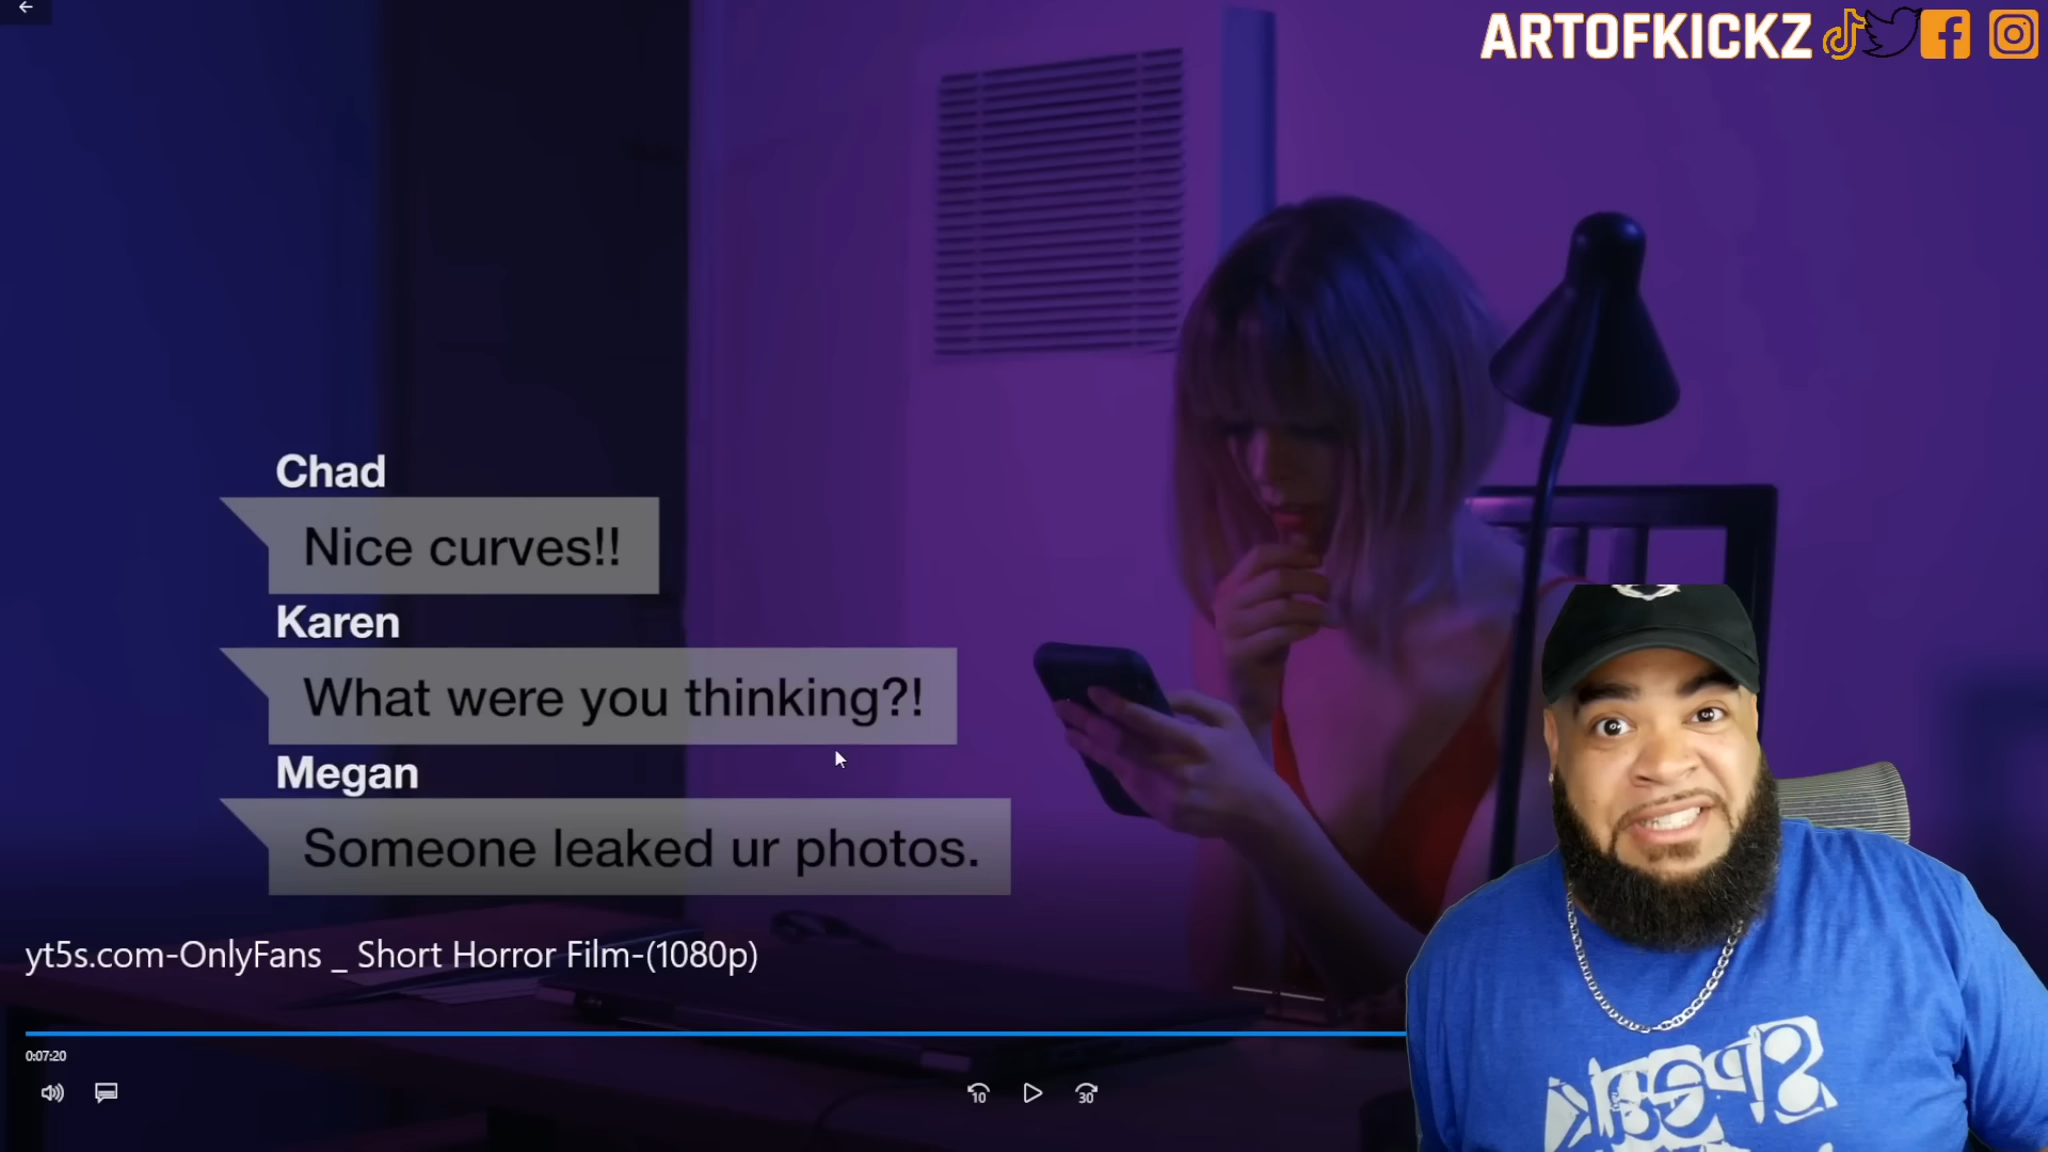 ARTOFKICKZ
Chad
Nice curves!!
Karen
What were you thinking?!
Megan
Someone leaked ur photos.
yt5s.com-OnlyFans _ Short Horror Film-(1080p)
0:07:20
10
30